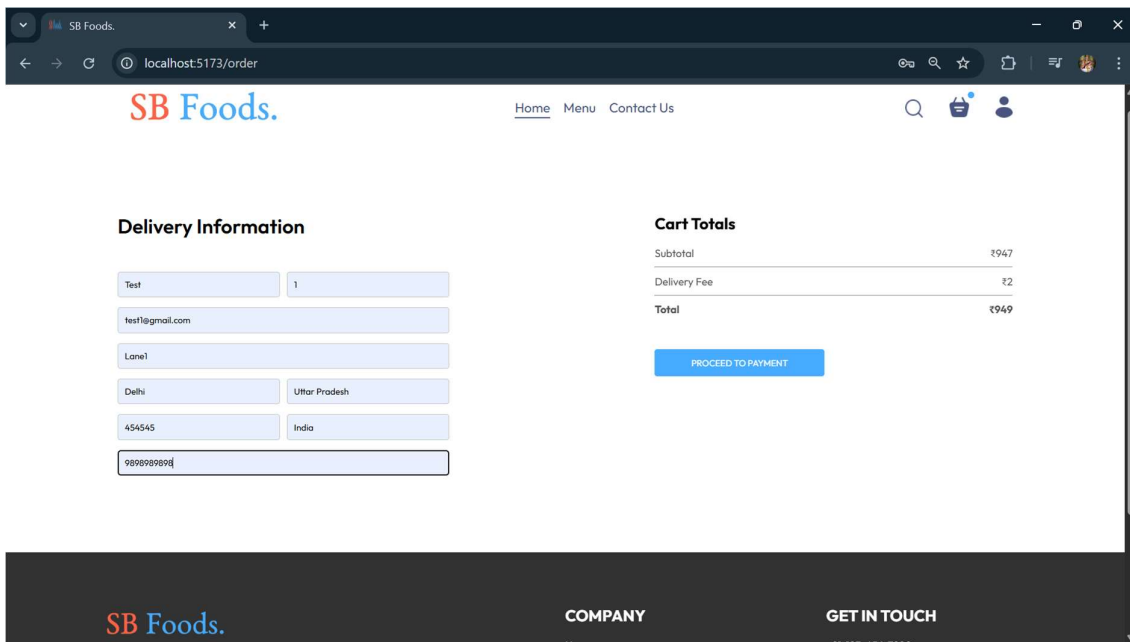 SB Foods.
localhost:5173/order
SB Foods.
Home Menu Contact Us
Delivery Information
Test 1
test1@gmail.com
Lane1
Delhi Uttar Pradesh
454545 India
9898989898
Cart Totals
Subtotal ₹947
Delivery Fee ₹2
Total ₹949
PROCEED TO PAYMENT
SB Foods.
COMPANY
GET IN TOUCH